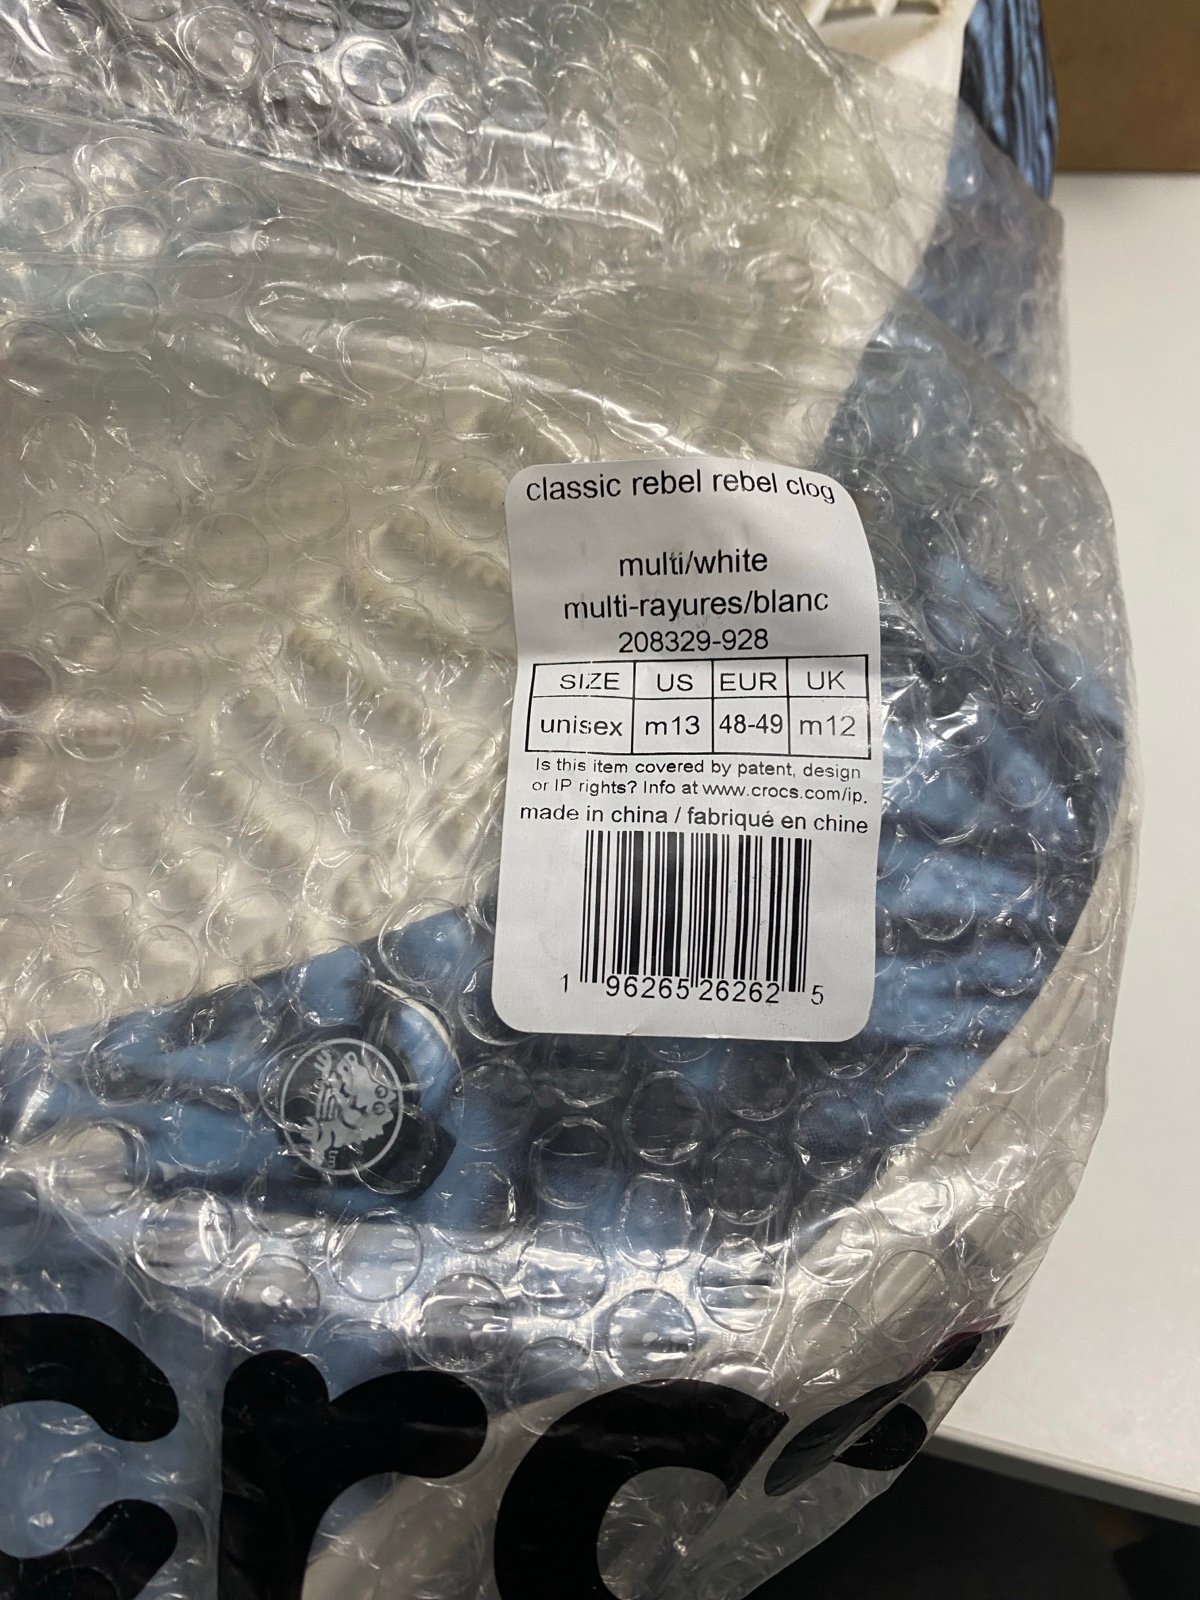 classic rebel rebel clog
multi/white
multi-rayures/blanc
208329-928
SIZE US EUR UK
unisex m13 48-49 m12
Is this item covered by patent, design
or IP rights? Info at www.crocs.com/ip.
made in china / fabriqué en chine
1 96265 26262 5
tm
crc